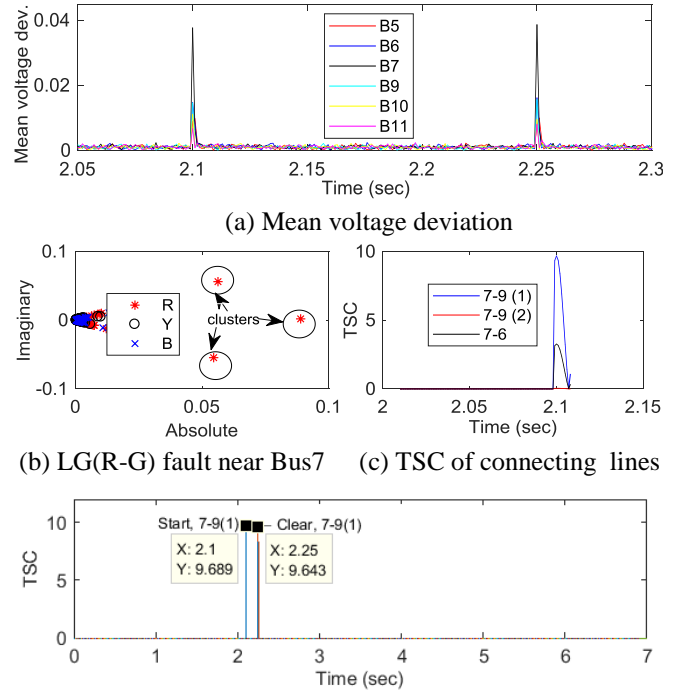 Mean voltage dev.
0.04
0.02
0
B5
B6
B7
B9
B10
B11
2.05
2.1
2.15
2.2
2.25
2.3
Time (sec)
(a) Mean voltage deviation
Imaginary
0.1
0
-0.1
R
Y
B
clusters
0
0.05
0.1
Absolute
(b) LG(R-G) fault near Bus7
TSC
10
5
0
7-9 (1)
7-9 (2)
7-6
2
2.05
2.1
2.15
Time (sec)
(c) TSC of connecting lines
TSC
10
5
0
Start, 7-9(1)
X: 2.1
Y: 9.689
Clear, 7-9(1)
X: 2.25
Y: 9.643
0
1
2
3
4
5
6
7
Time (sec)